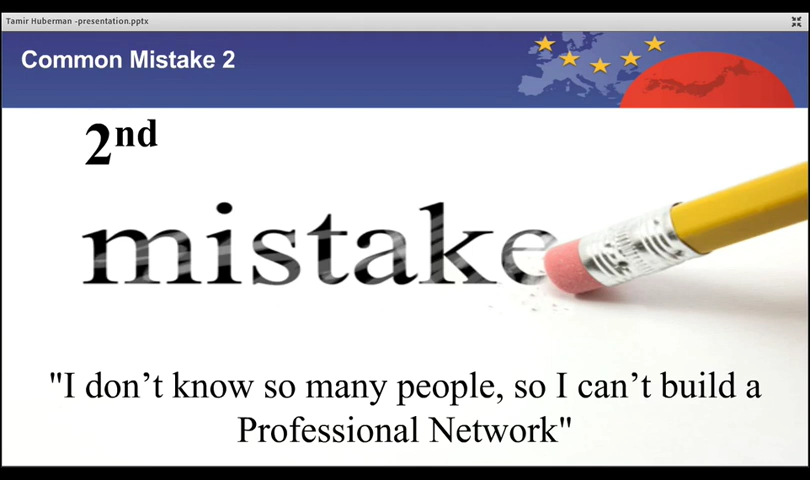 Tamir Huberman -presentation.pptx
Common Mistake 2
2nd
mistake
"I don’t know so many people, so I can’t build a
Professional Network"